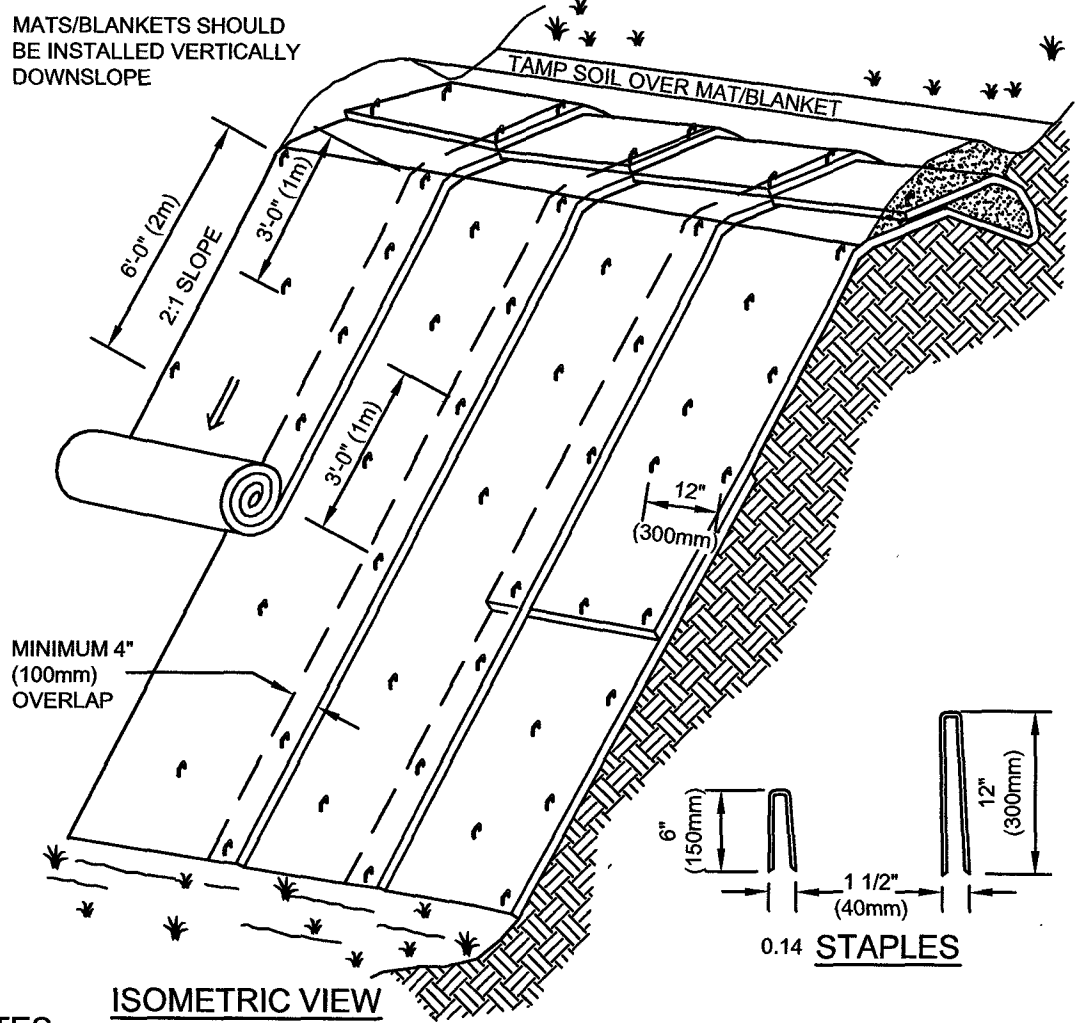 MATS/BLANKETS SHOULD
BE INSTALLED VERTICALLY
DOWNSLOPE
TAMP SOIL OVER MAT/BLANKET
6'-0" (2m)
3'-0" (1m)
2:1 SLOPE
3'-0" (1m)
12"
(300mm)
MINIMUM 4"
(100mm)
OVERLAP
6"
(150mm)
12"
(300mm)
1 1/2"
(40mm)
0.14 STAPLES
ISOMETRIC VIEW